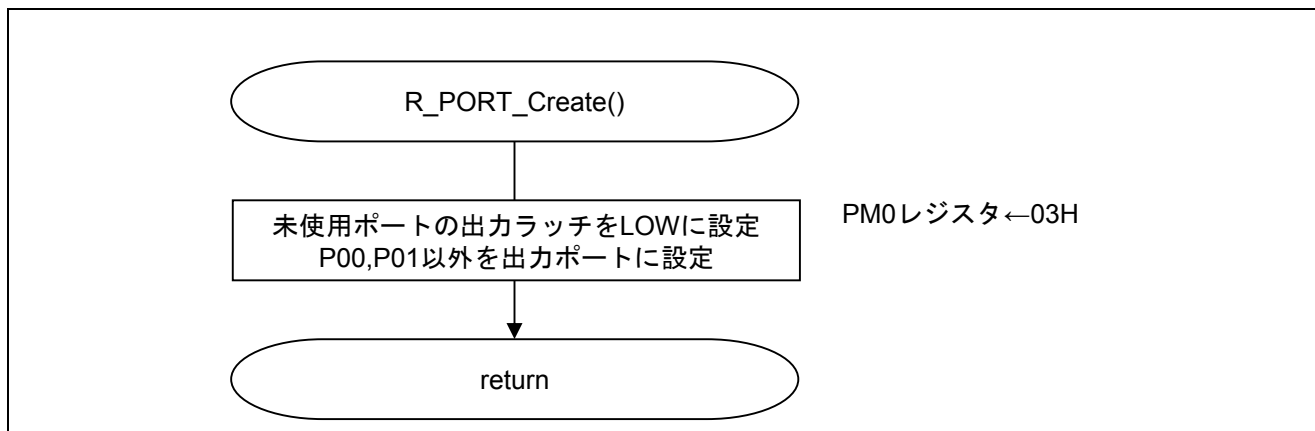 R_PORT_Create()
未使用ポートの出力ラッチをLOWに設定
P00,P01以外を出力ポートに設定
PM0レジスタ←03H
return